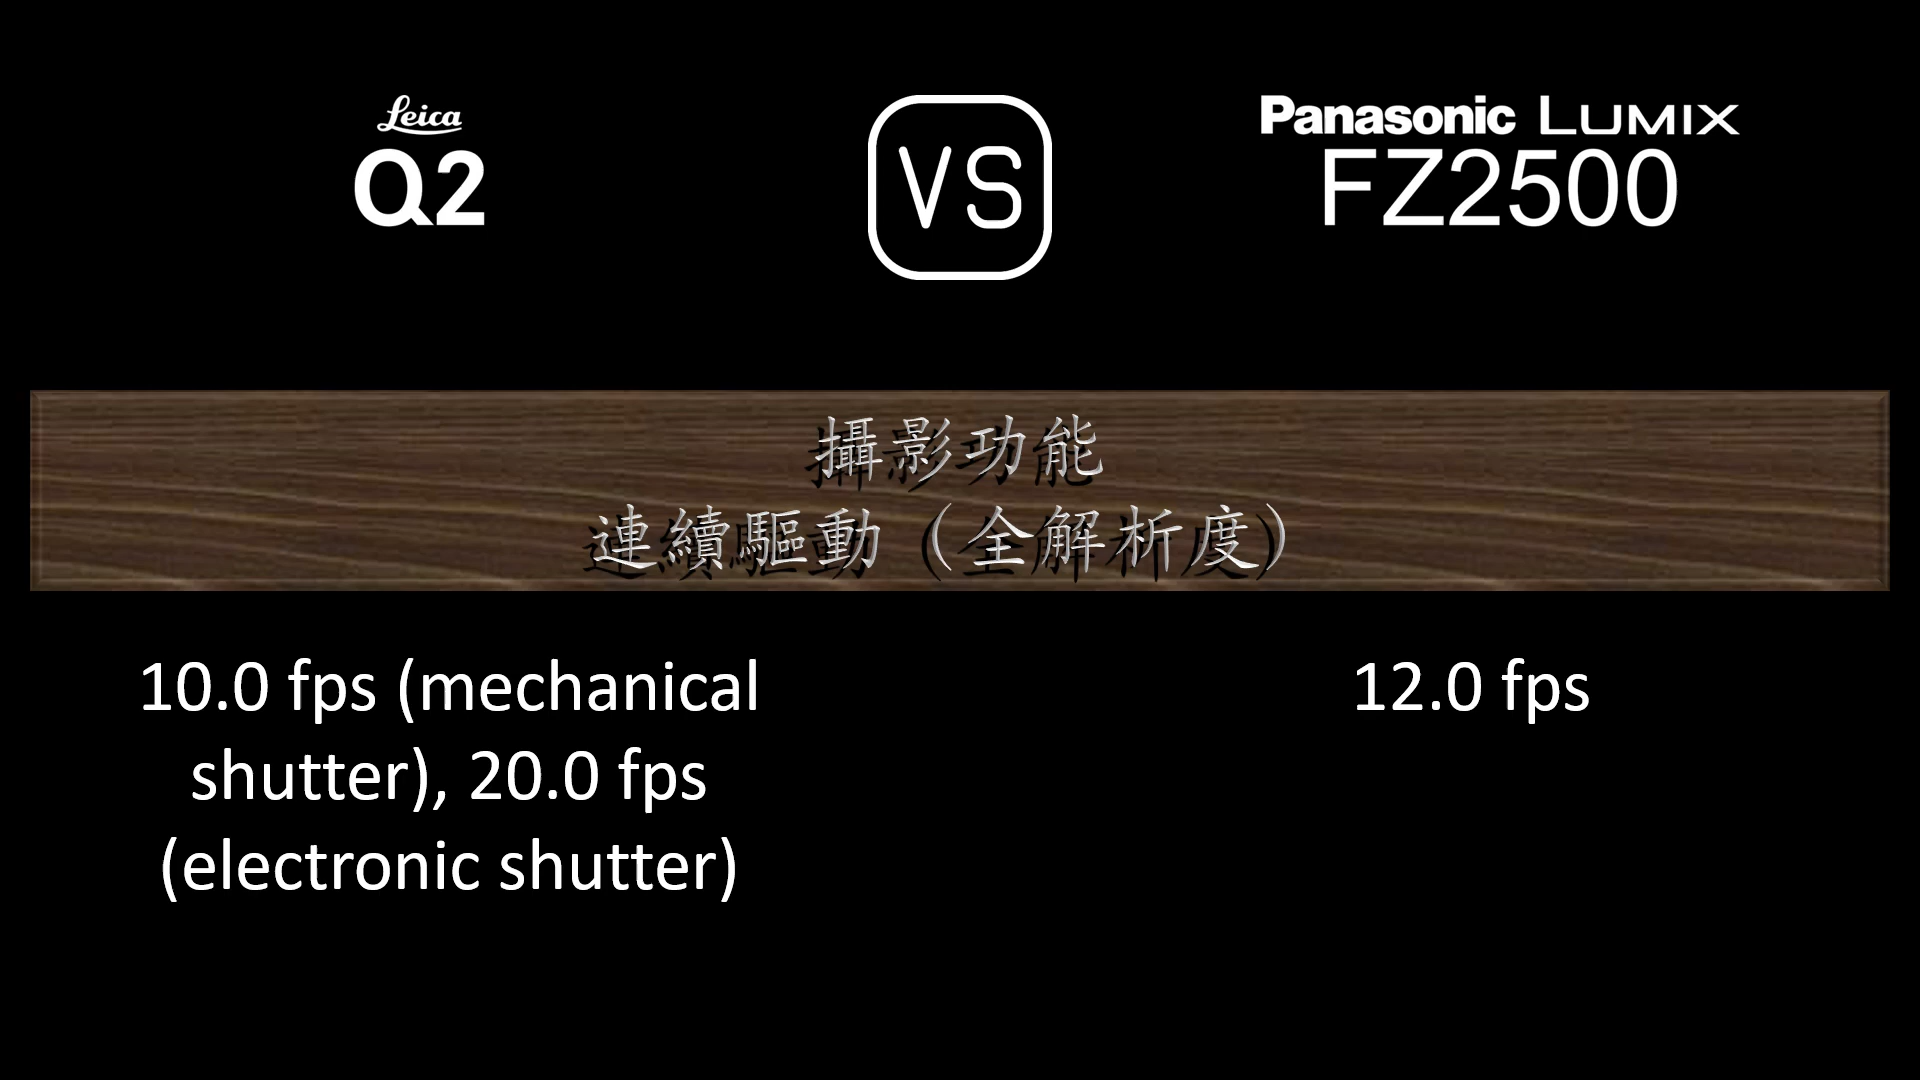 Leica
Q2
VS
Panasonic LUMIX
FZ2500
攝影功能
連續驅動（全解析度）
10.0 fps (mechanical
shutter), 20.0 fps
(electronic shutter)
12.0 fps